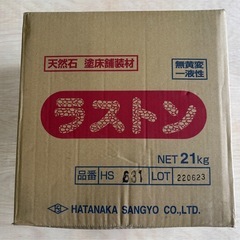 天然石 塗床舗装材
無黄変
一液性
ラストン
NET 21kg
品番 HS 831 LOT 220623
HATANAKA SANGYO CO.,LTD.